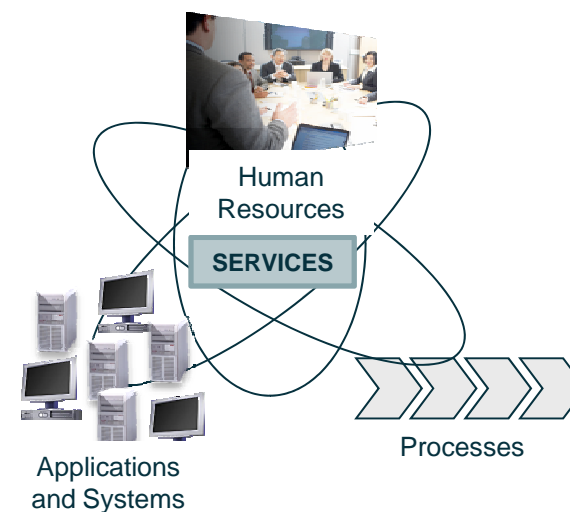 Human
Resources
SERVICES
Processes
Applications
and Systems